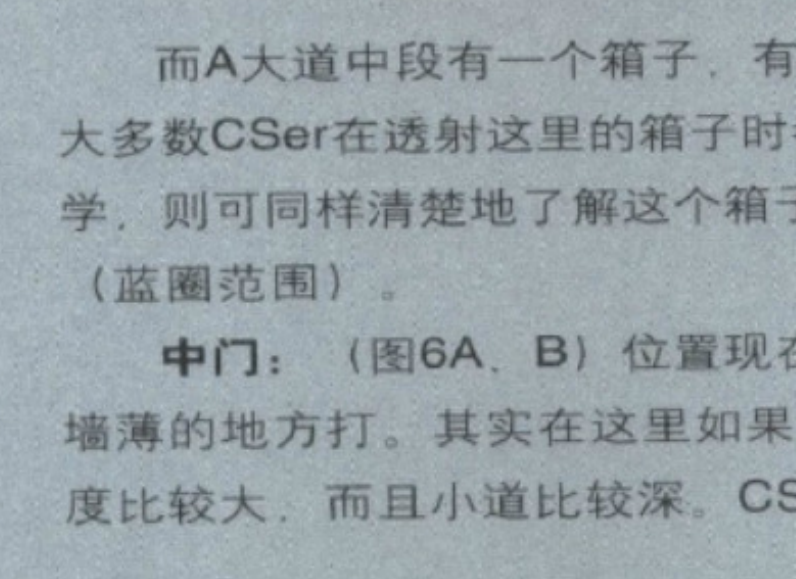 而A大道中段有一个箱子，有
大多数CSer在透射这里的箱子时
学，则可同样清楚地了解这个箱子
（蓝圈范围）。
中门：（图6A、B）位置现在
墙薄的地方打。其实在这里如果
度比较大，而且小道比较深。CS